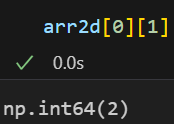 arr2d[0][1]
✓ 0.0s
np.int64(2)